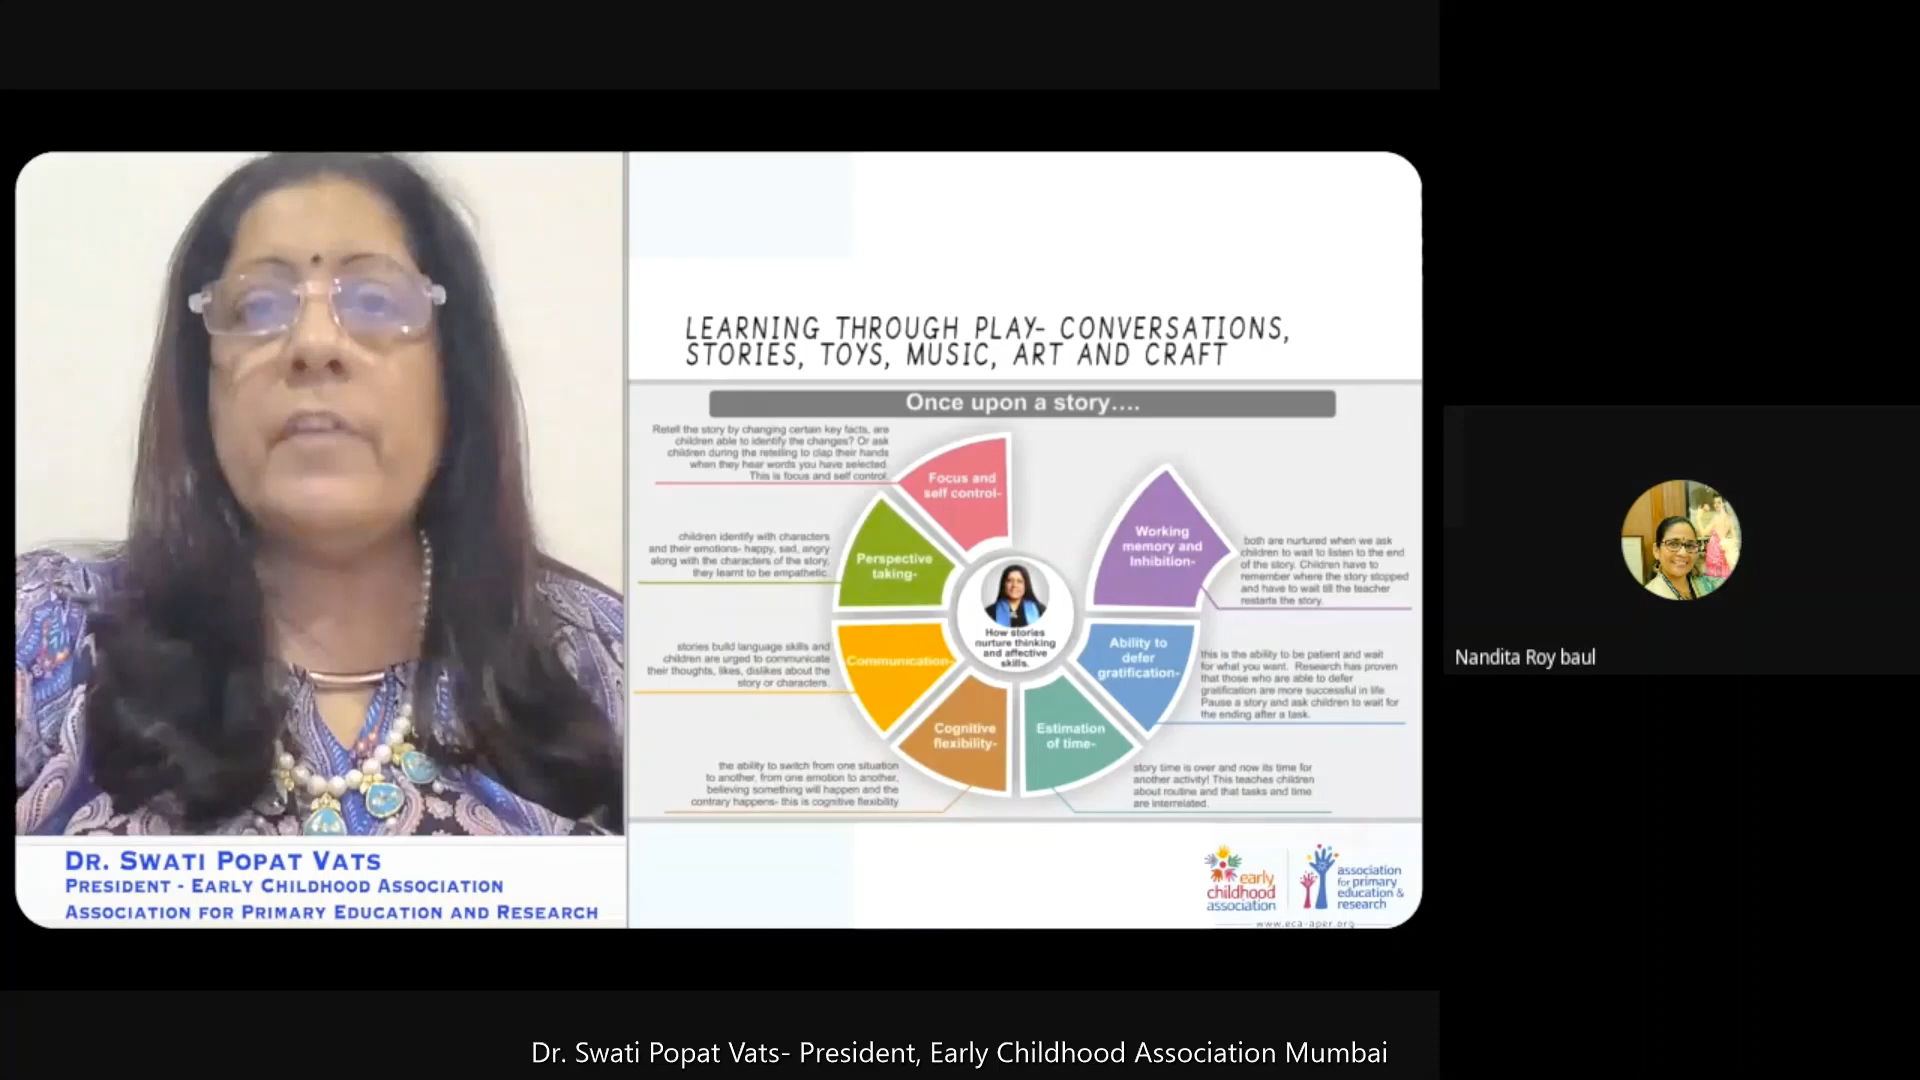 LEARNING THROUGH PLAY- CONVERSATIONS,
STORIES, TOYS, MUSIC, ART AND CRAFT
Once upon a story....
Retell the story by changing certain key facts, are
children able to identify the changes? Or ask
children during the retelling to clap their hands
when they hear words you have selected.
This is focus and self control.
Focus and
self control-
children identify with characters
and their emotions- happy, sad, angry
along with the characters of the story,
they learnt to be empathetic.
Perspective
taking-
stories build language skills and
children are urged to communicate
their thoughts, likes, dislikes about the
story or characters.
Communication-
the ability to switch from one situation
to another, from one emotion to another,
believing something will happen and the
contrary happens- this is cognitive flexibility
Cognitive
flexibility-
How stories
nurture thinking
and affective
skills.
Working
memory and
Inhibition-
both are nurtured when we ask
children to wait to listen to the end
of the story. Children have to
remember where the story stopped
and have to wait till the teacher
restarts the story.
Ability to
defer
gratification-
this is the ability to be patient and wait
for what you want. Research has proven
that those who are able to defer
gratification are more successful in life.
Pause a story and ask children to wait for
the ending after a task.
Estimation
of time-
story time is over and now its time for
another activity! This teaches children
about routine and that tasks and time
are interrelated.
DR. SWATI POPAT VATS
PRESIDENT - EARLY CHILDHOOD ASSOCIATION
ASSOCIATION FOR PRIMARY EDUCATION AND RESEARCH
early
childhood
association
association
for primary
education &
research
www.eca-aper.org
Nandita Roy baul
Dr. Swati Popat Vats- President, Early Childhood Association Mumbai